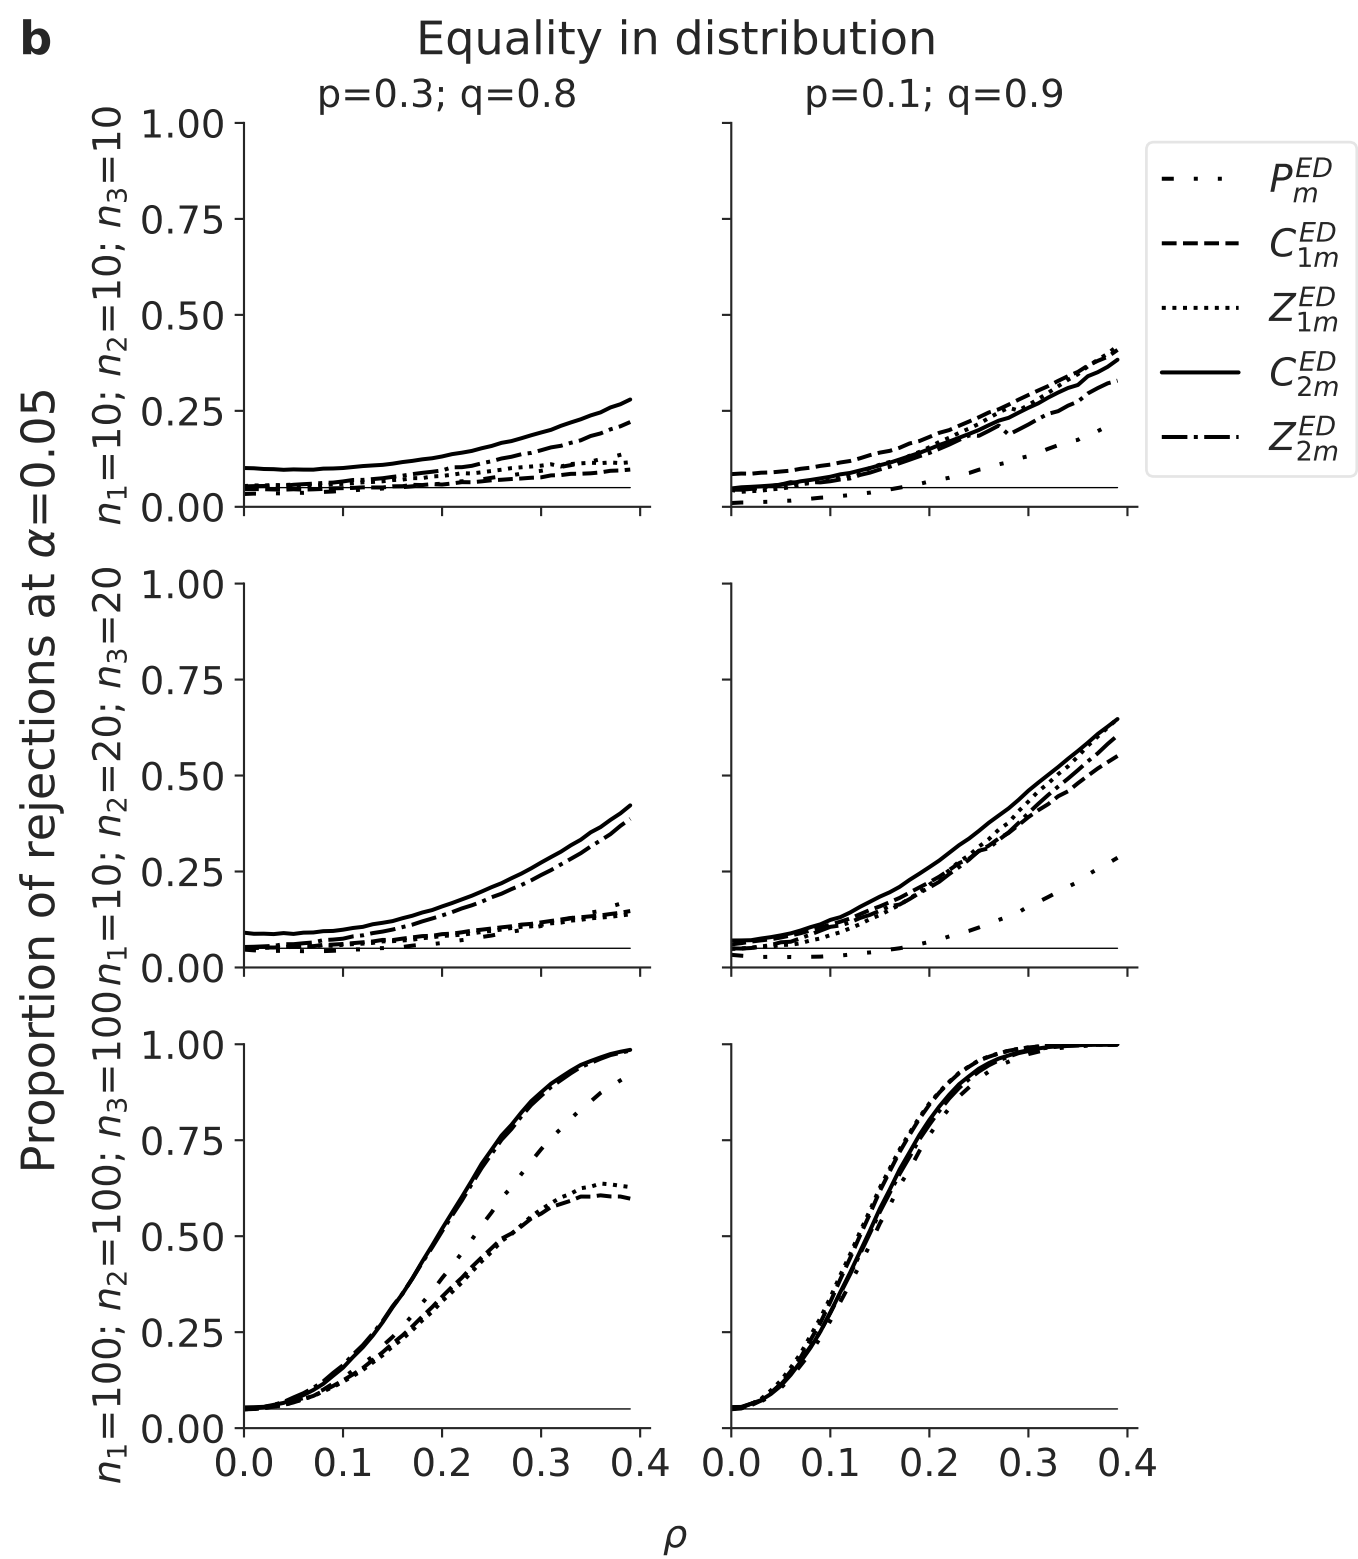 b
Equality in distribution
p=0.3; q=0.8
p=0.1; q=0.9
Proportion of rejections at α=0.05
n₁=10; n₂=10; n₃=10
1.00
0.75
0.50
0.25
0.00
P_m^ED
C_1m^ED
Z_1m^ED
C_2m^ED
Z_2m^ED
n₁=10; n₂=20; n₃=20
1.00
0.75
0.50
0.25
0.00
n₁=100; n₂=100; n₃=100
1.00
0.75
0.50
0.25
0.00
0.0 0.1 0.2 0.3 0.4
0.0 0.1 0.2 0.3 0.4
ρ